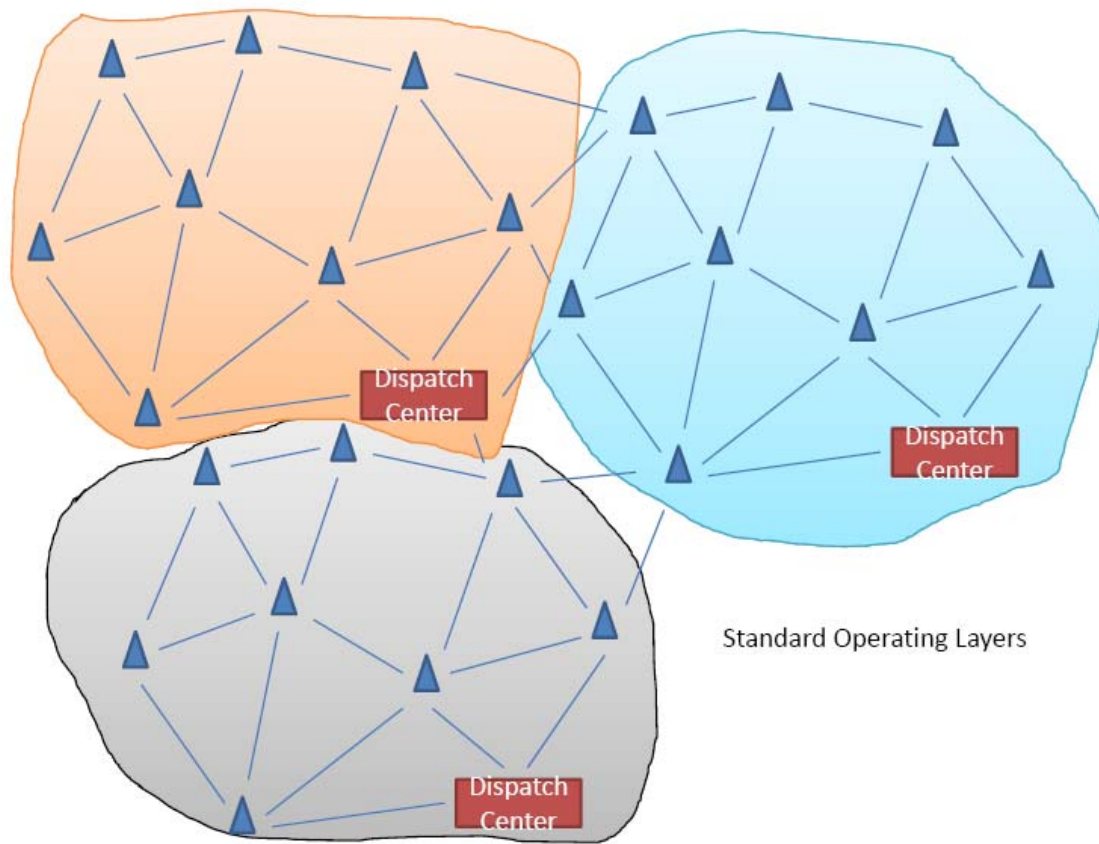 Dispatch
Center
Dispatch
Center
Standard Operating Layers
Dispatch
Center